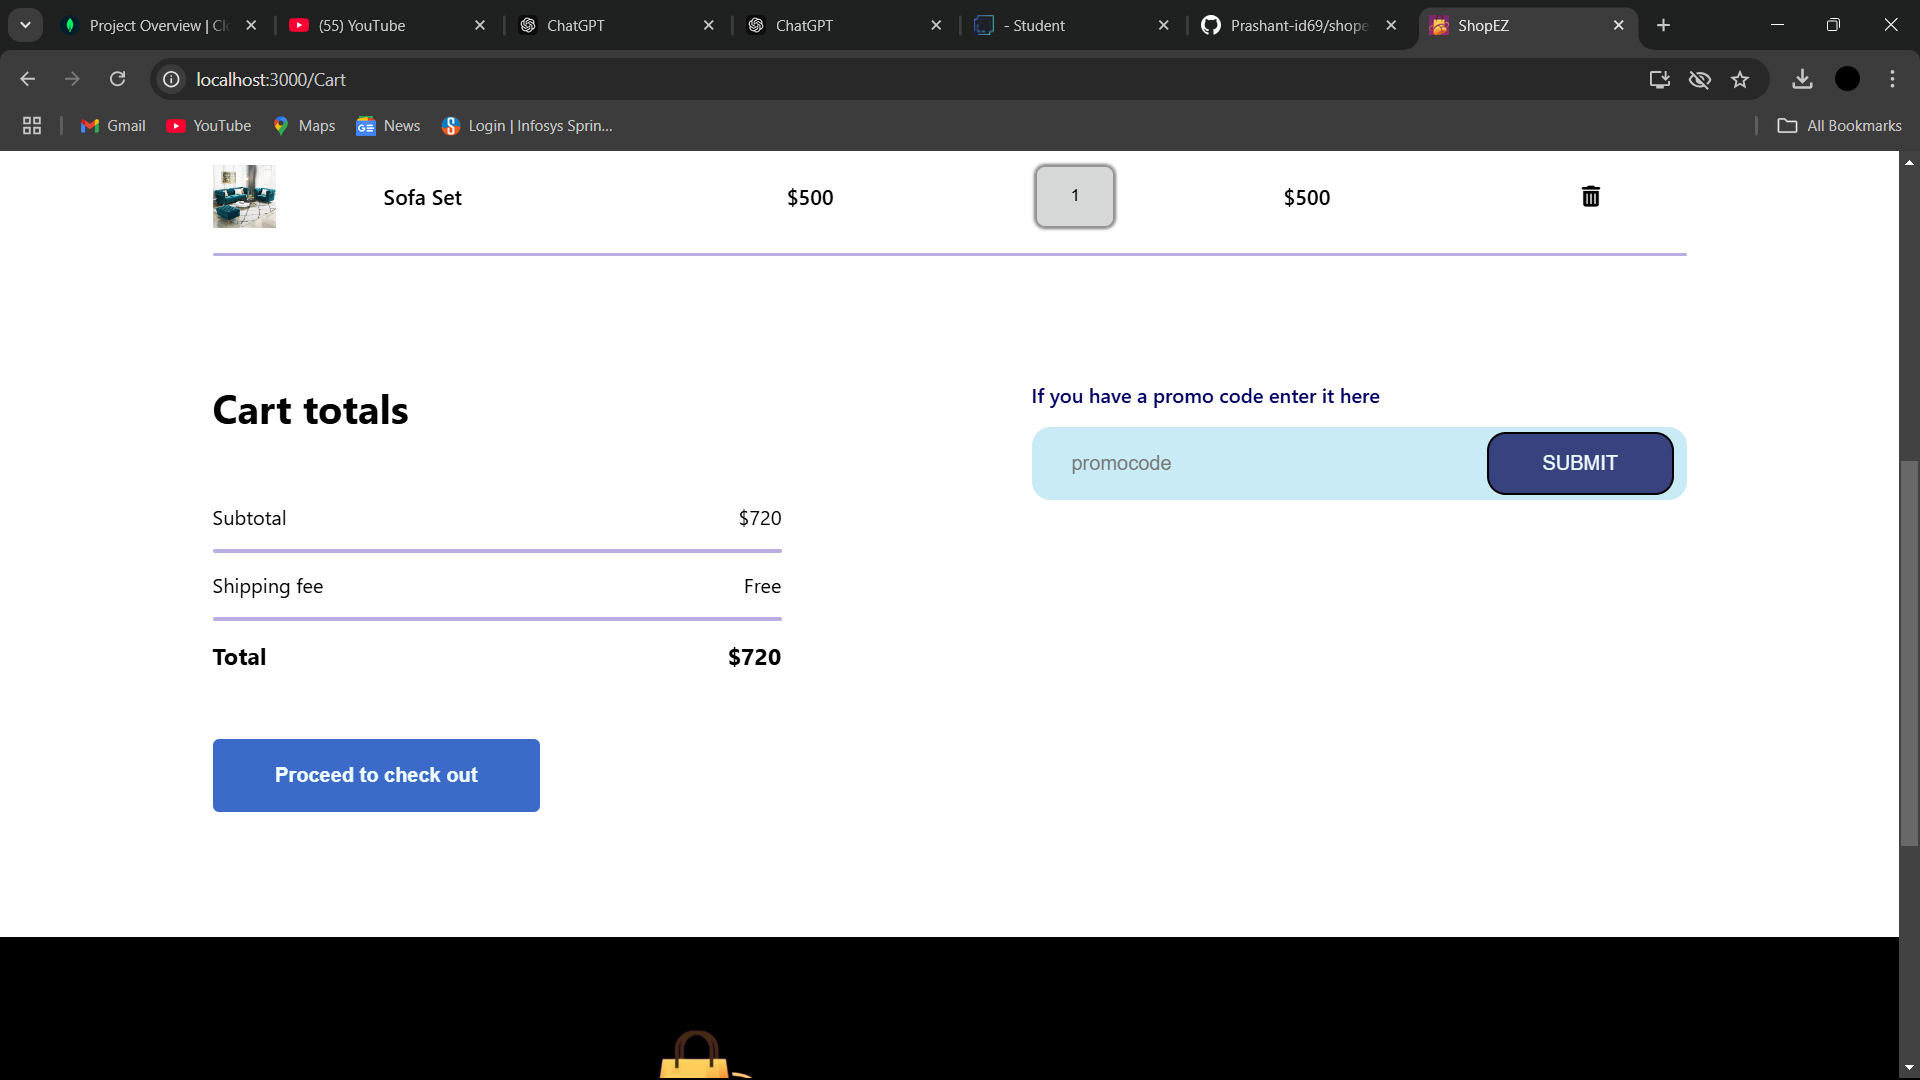 Project Overview | Clo
(55) YouTube
ChatGPT
ChatGPT
- Student
Prashant-id69/shope
ShopEZ
localhost:3000/Cart
Gmail
YouTube
Maps
News
Login | Infosys Sprin...
All Bookmarks
Sofa Set $500 1 $500
Cart totals
If you have a promo code enter it here
promocode
SUBMIT
Subtotal $720
Shipping fee Free
Total $720
Proceed to check out